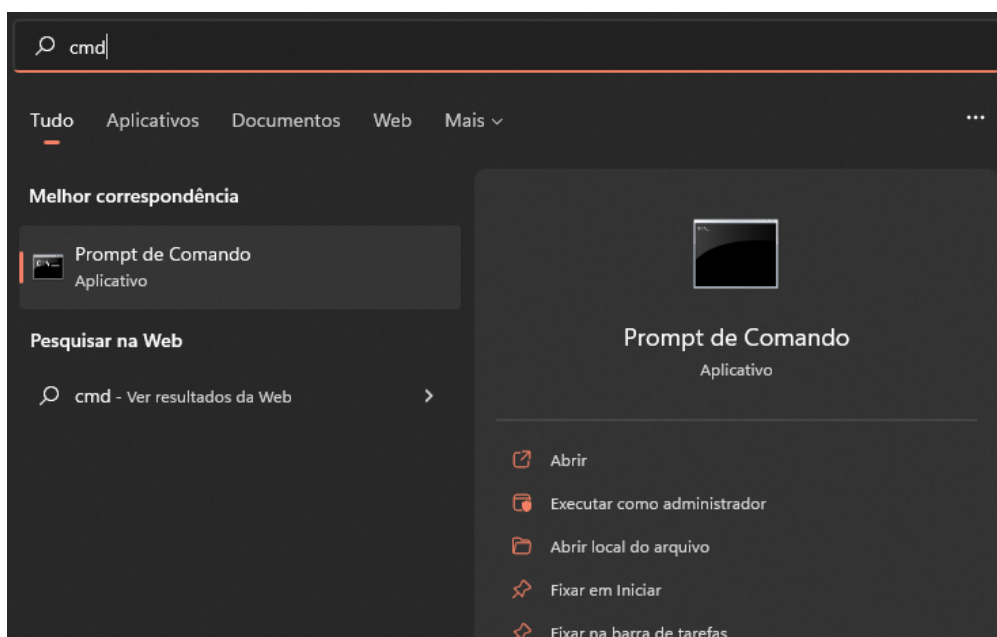 cmd
Tudo Aplicativos Documentos Web Mais
Melhor correspondência
Prompt de Comando
Aplicativo
Pesquisar na Web
cmd - Ver resultados da Web
Prompt de Comando
Aplicativo
Abrir
Executar como administrador
Abrir local do arquivo
Fixar em Iniciar
Fixar na barra de tarefas